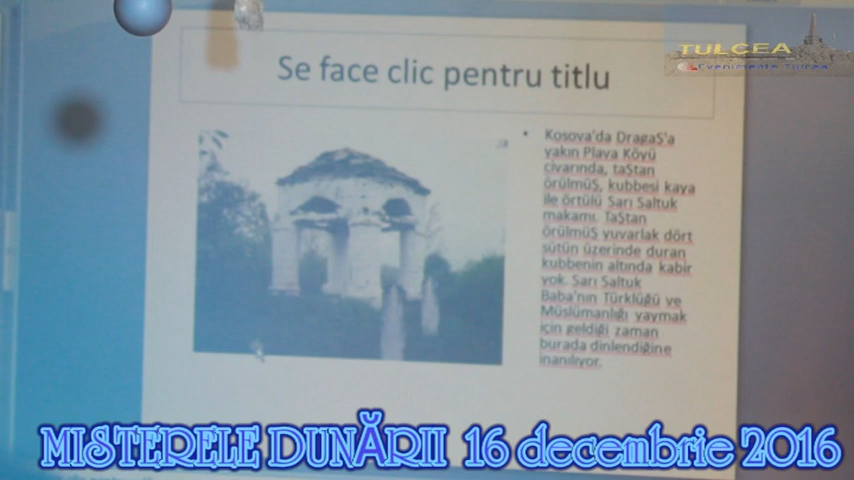 TULCEA
Evenimente Tulcea
Se face clic pentru titlu
• Kosova'da DragaS'a
yakın Plava Köyü
civarında, taStan
örülmüS, kubbesi kaya
ile örtülü Sarı Saltuk
makamı. TaStan
örülmüS yuvarlak dört
sütün üzerinde duran
kubbenin altında kabir
yok. Sarı Saltuk
Baba'nın Türklüğü ve
Müslümanlığı yaymak
için geldiği zaman
burada dinlendiğine
inanılıyor.
MISTERELE DUNĂRII 16 decembrie 2016